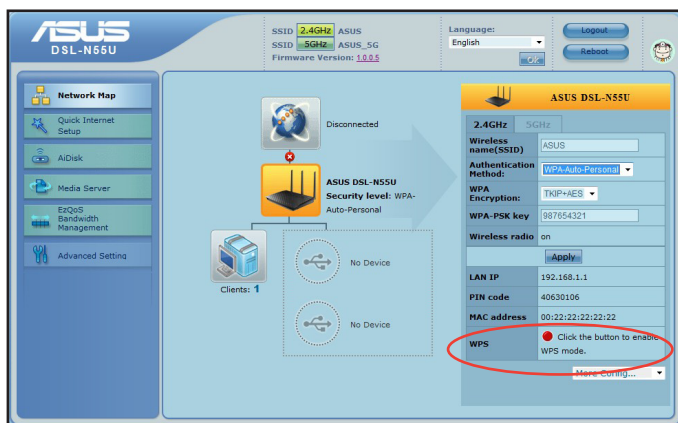 ASUS
DSL-N55U
SSID 2.4GHz ASUS
SSID 5GHz ASUS_5G
Firmware Version: 1.0.0.5
Language:
English
OK
Logout
Reboot
Network Map
Quick Internet
Setup
AiDisk
Media Server
EzQoS
Bandwidth
Management
Advanced Setting
Disconnected
ASUS DSL-N55U
Security level: WPA-
Auto-Personal
Clients: 1
No Device
No Device
ASUS DSL-N55U
2.4GHz 5GHz
Wireless
name(SSID) ASUS
Authentication
Method: WPA-Auto-Personal
WPA
Encryption: TKIP+AES
WPA-PSK key 987654321
Wireless radio on
Apply
LAN IP 192.168.1.1
PIN code 40630106
MAC address 00:22:22:22:22:22
WPS Click the button to enable
WPS mode.
More Config...